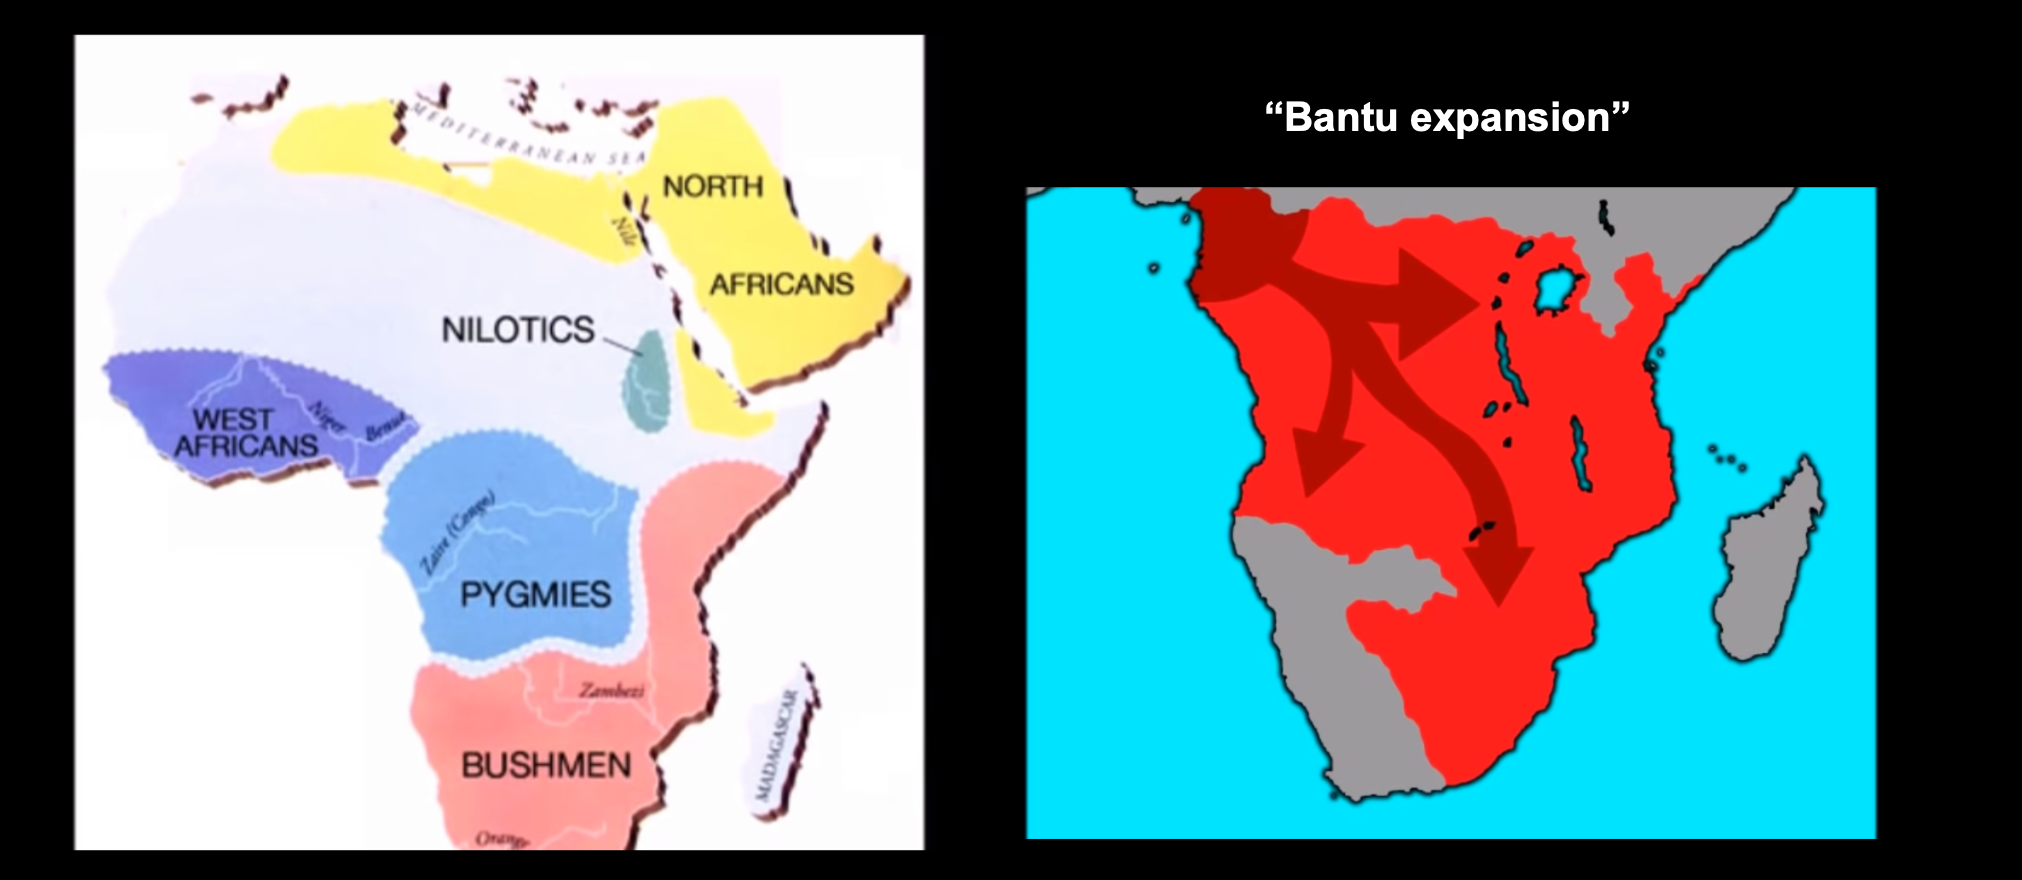 “Bantu expansion”
MEDITERRANEAN SEA
NORTH
AFRICANS
Nile
NILOTICS
WEST
AFRICANS
Niger
Benue
Zaire (Congo)
PYGMIES
Zambezi
BUSHMEN
MADAGASCAR
Orange